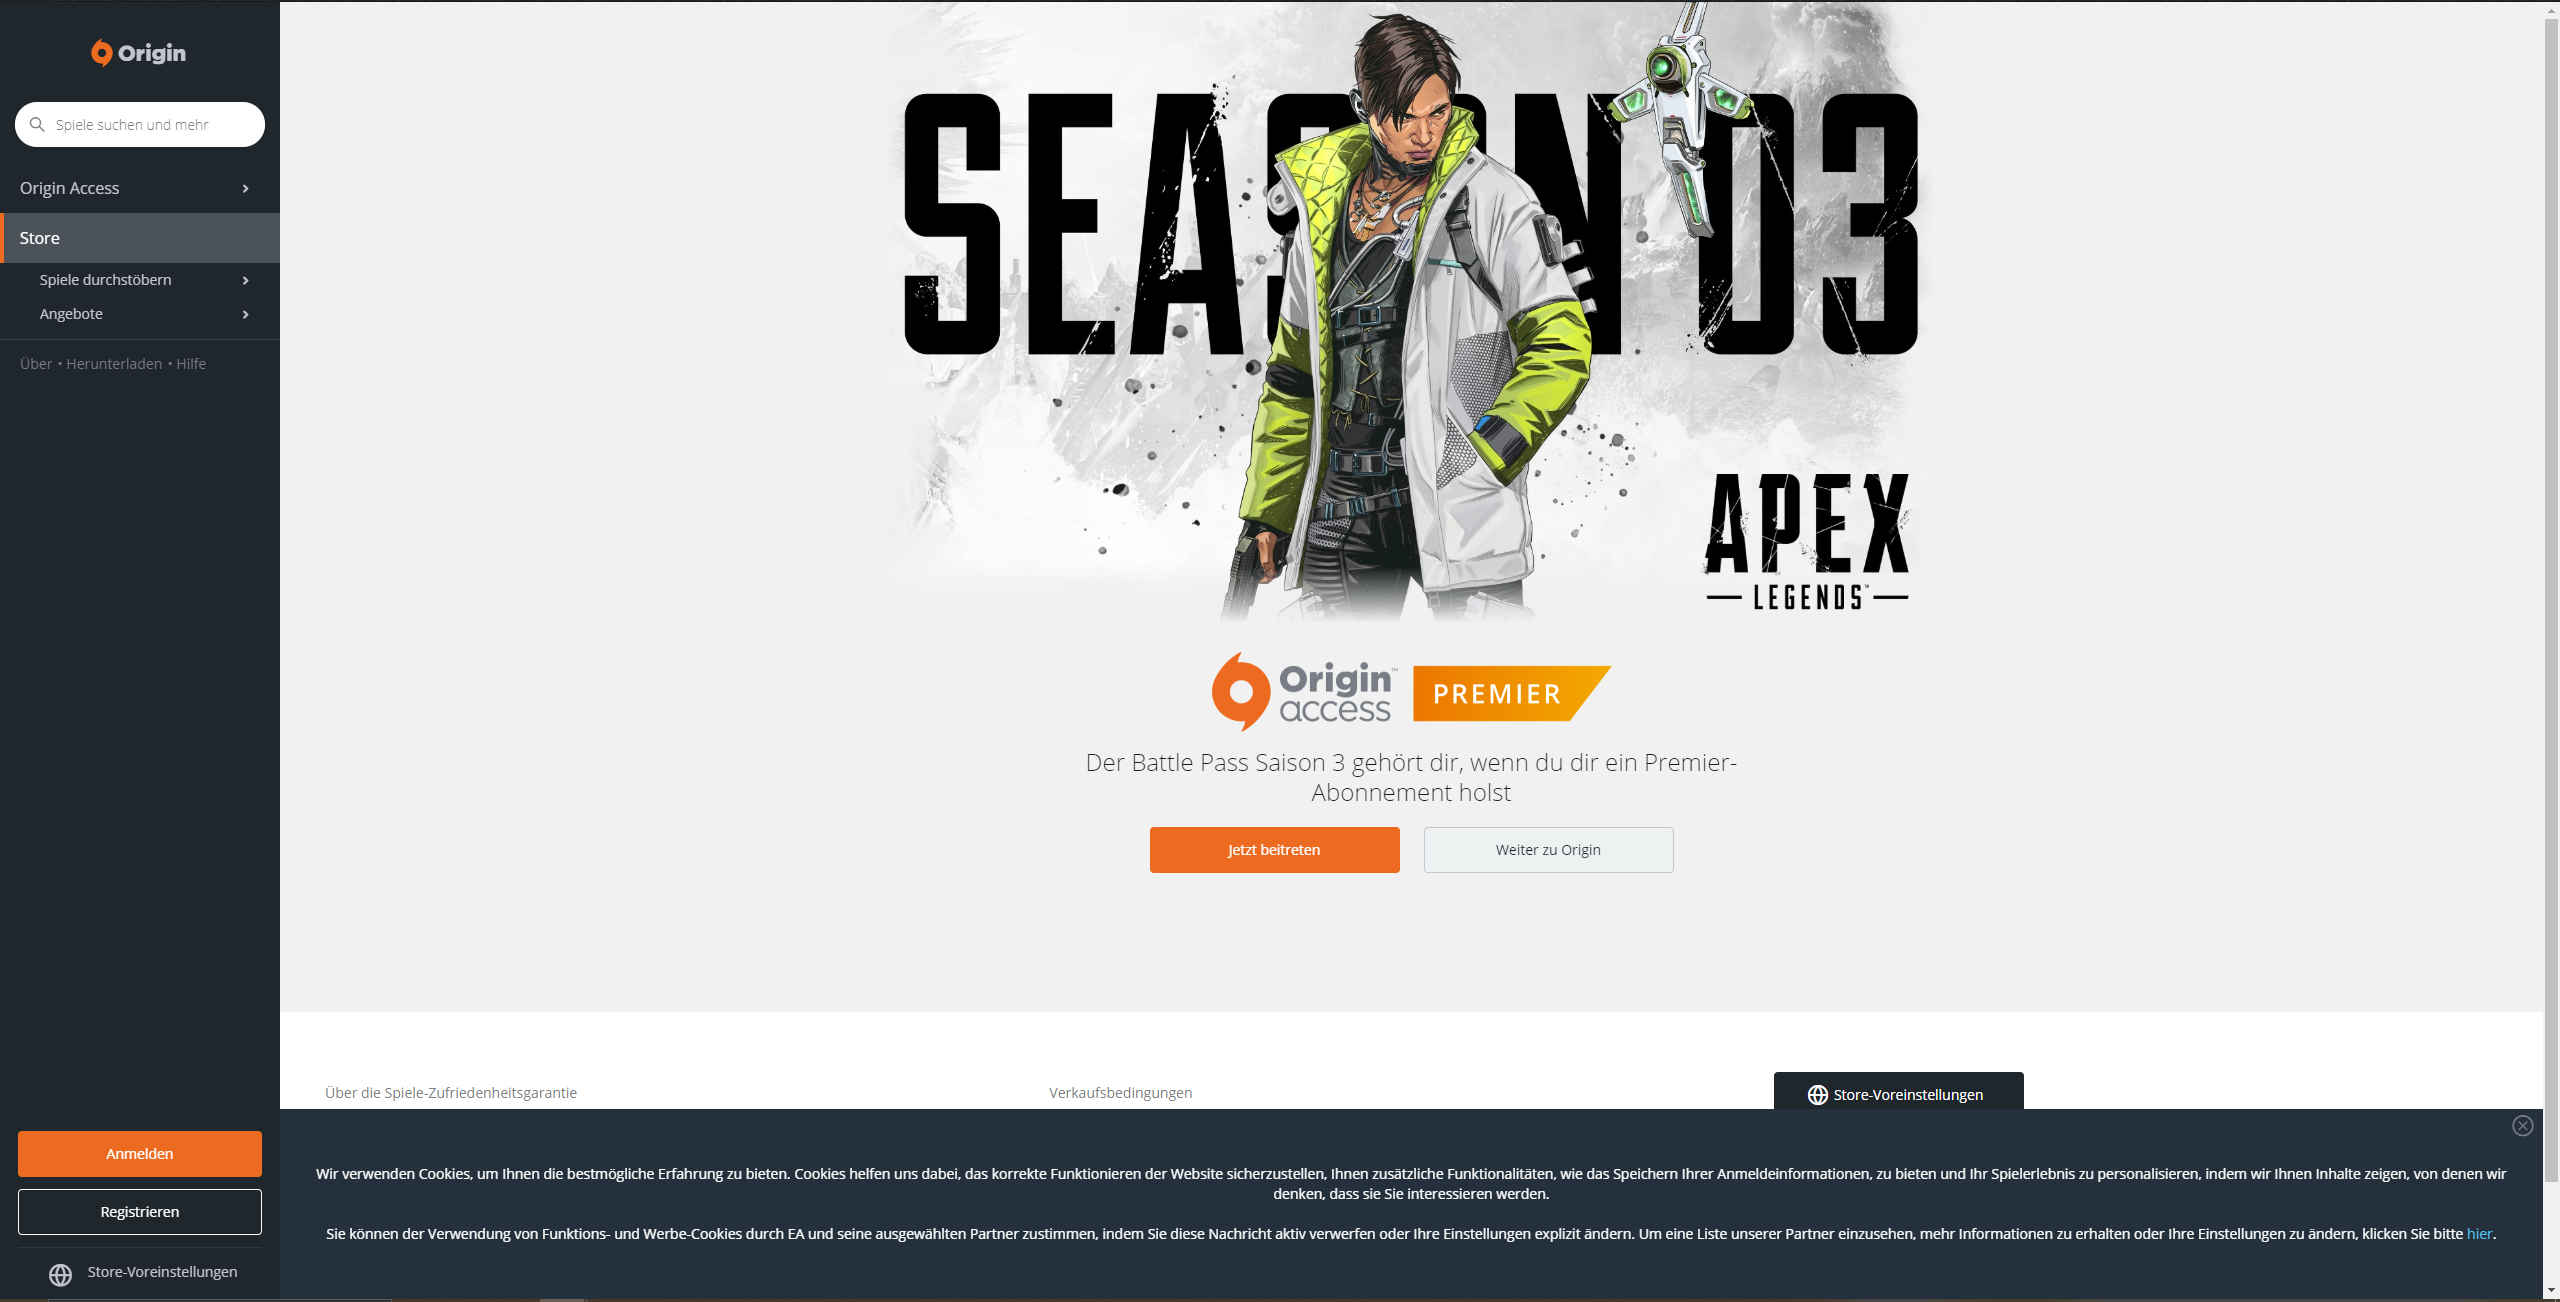 Origin
Spiele suchen und mehr
Origin Access
Store
Spiele durchstöbern
Angebote
Über • Herunterladen • Hilfe
Anmelden
Registrieren
Store-Voreinstellungen
SEASON 03
APEX
LEGENDS™
Origin™
access
PREMIER
Der Battle Pass Saison 3 gehört dir, wenn du dir ein Premier-
Abonnement holst
Jetzt beitreten
Weiter zu Origin
Über die Spiele-Zufriedenheitsgarantie
Verkaufsbedingungen
Store-Voreinstellungen
Wir verwenden Cookies, um Ihnen die bestmögliche Erfahrung zu bieten. Cookies helfen uns dabei, das korrekte Funktionieren der Website sicherzustellen, Ihnen zusätzliche Funktionalitäten, wie das Speichern Ihrer Anmeldeinformationen, zu bieten und Ihr Spielerlebnis zu personalisieren, indem wir Ihnen Inhalte zeigen, von denen wir
denken, dass sie Sie interessieren werden.
Sie können der Verwendung von Funktions- und Werbe-Cookies durch EA und seine ausgewählten Partner zustimmen, indem Sie diese Nachricht aktiv verwerfen oder Ihre Einstellungen explizit ändern. Um eine Liste unserer Partner einzusehen, mehr Informationen zu erhalten oder Ihre Einstellungen zu ändern, klicken Sie bitte hier.